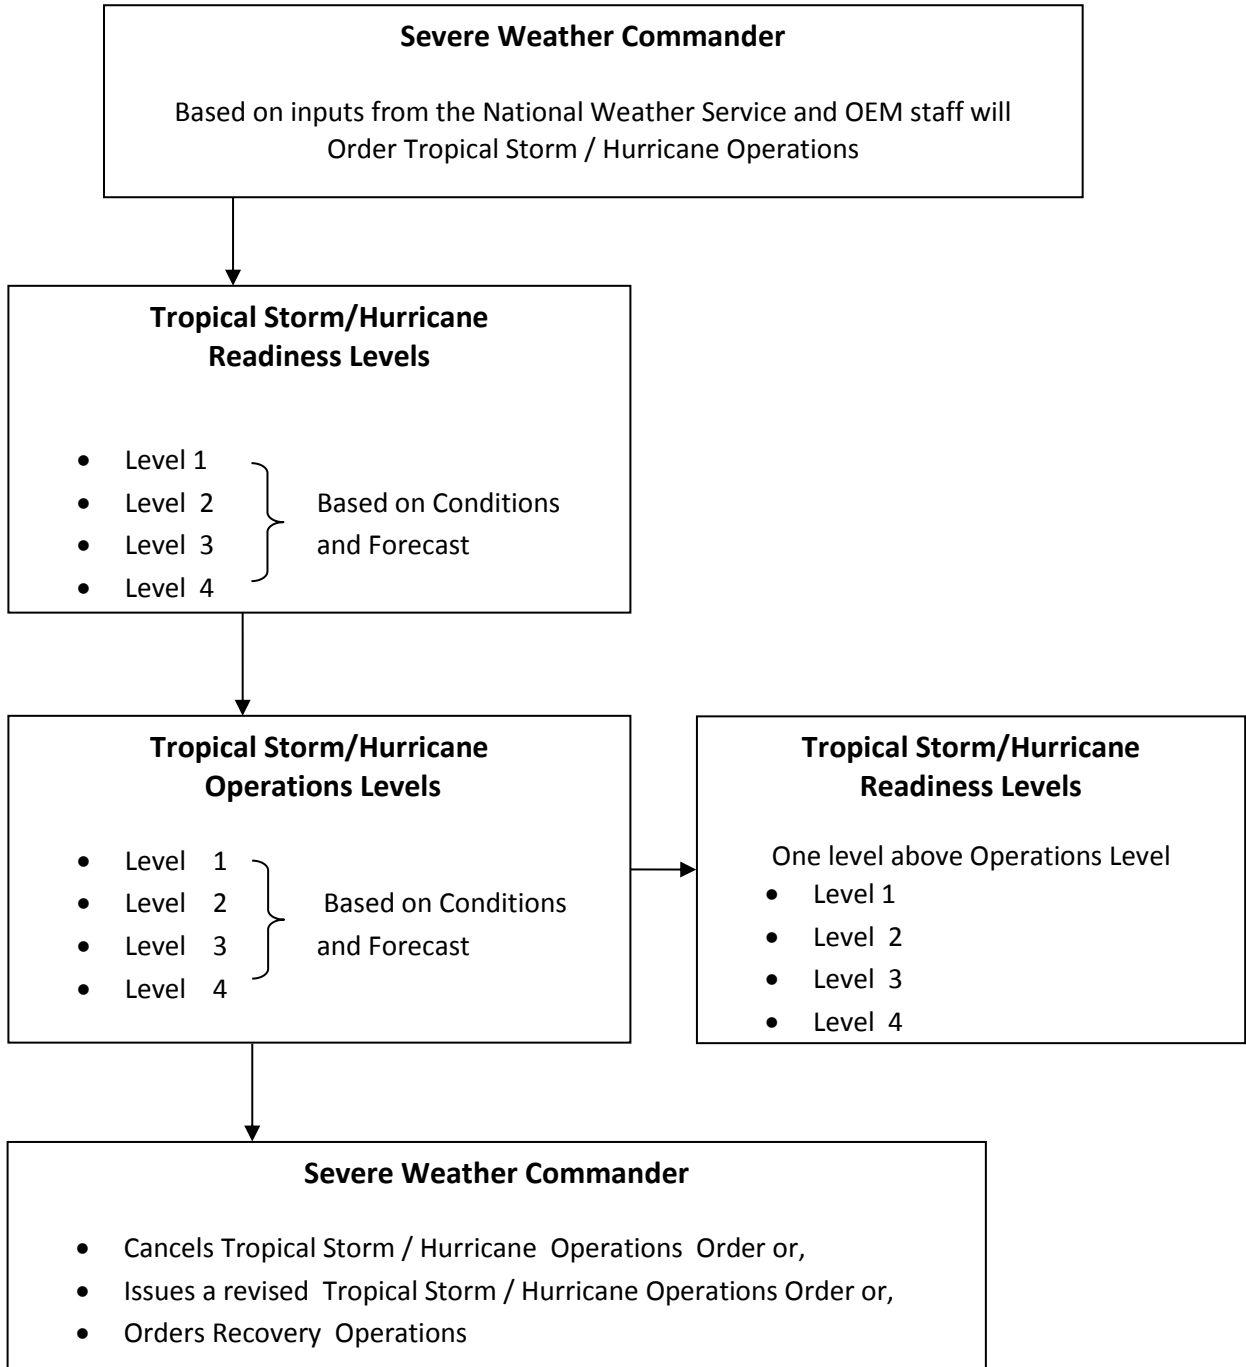 Severe Weather Commander
Based on inputs from the National Weather Service and OEM staff will
Order Tropical Storm / Hurricane Operations
Tropical Storm/Hurricane
Readiness Levels
• Level 1
• Level 2
• Level 3
• Level 4
Based on Conditions
and Forecast
Tropical Storm/Hurricane
Operations Levels
• Level 1
• Level 2
• Level 3
• Level 4
Based on Conditions
and Forecast
Tropical Storm/Hurricane
Readiness Levels
One level above Operations Level
• Level 1
• Level 2
• Level 3
• Level 4
Severe Weather Commander
• Cancels Tropical Storm / Hurricane Operations Order or,
• Issues a revised Tropical Storm / Hurricane Operations Order or,
• Orders Recovery Operations